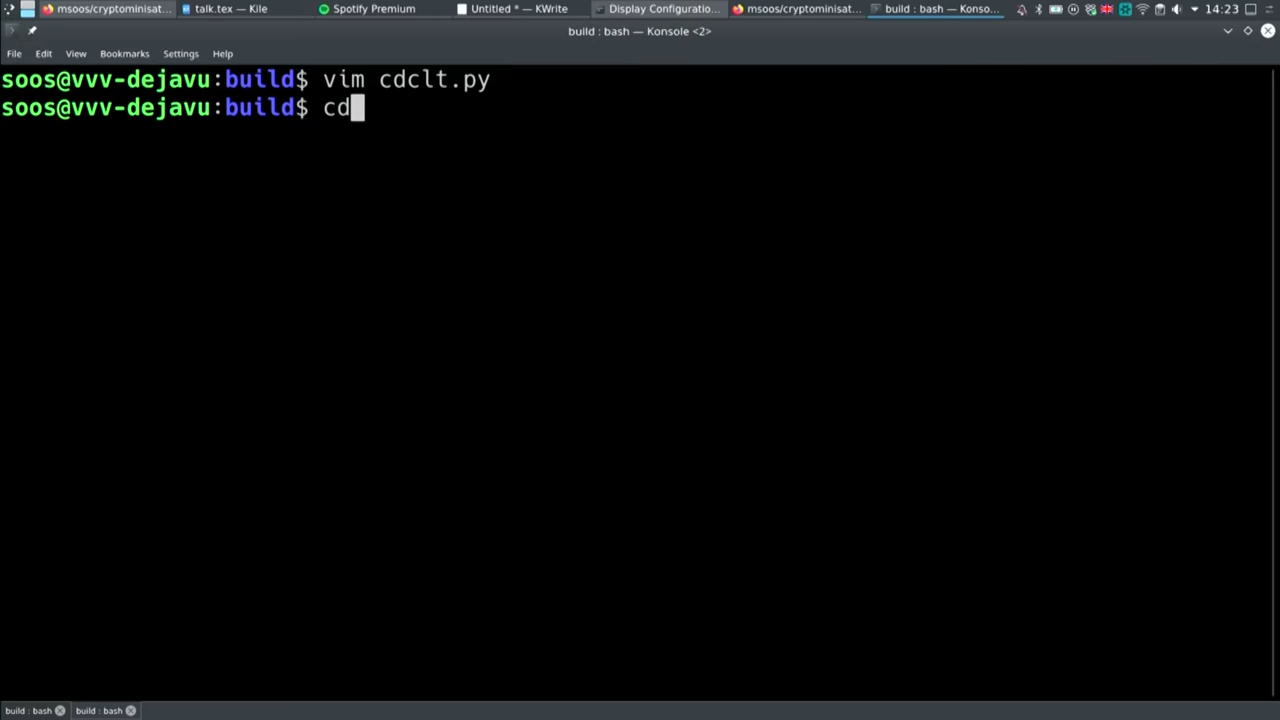 msoos/cryptominisat...
talk.tex — Kile
Spotify Premium
Untitled * — KWrite
Display Configuratio...
msoos/cryptominisat...
build : bash — Konso...
14:23
build : bash — Konsole <2>
File Edit View Bookmarks Settings Help
soos@vvv-dejavu:build$ vim cdclt.py
soos@vvv-dejavu:build$ cd
build : bash
build : bash